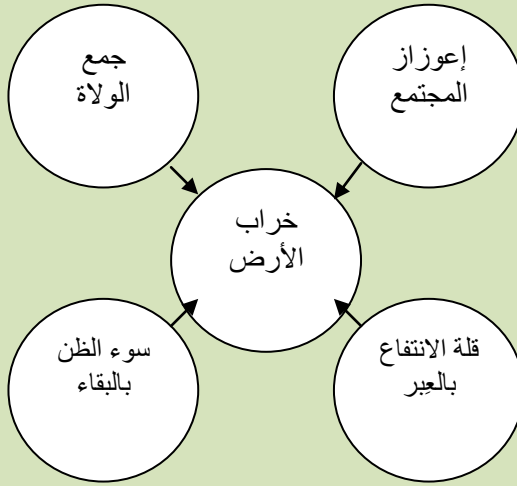 إعوزاز
المجتمع
جمع
الولاة
خراب
الأرض
قلة الانتفاع
بالعِبر
سوء الظن
بالبقاء